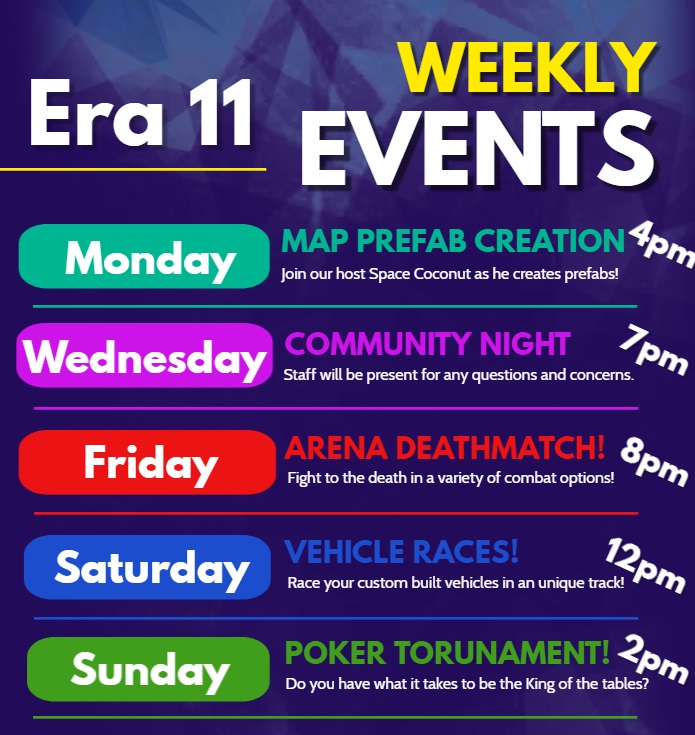 WEEKLY
Era 11
EVENTS
Monday
MAP PREFAB CREATION
4pm
Join our host Space Coconut as he creates prefabs!
Wednesday
COMMUNITY NIGHT
7pm
Staff will be present for any questions and concerns.
Friday
ARENA DEATHMATCH!
8pm
Fight to the death in a variety of combat options!
Saturday
VEHICLE RACES!
12pm
Race your custom built vehicles in an unique track!
Sunday
POKER TORUNAMENT!
2pm
Do you have what it takes to be the King of the tables?